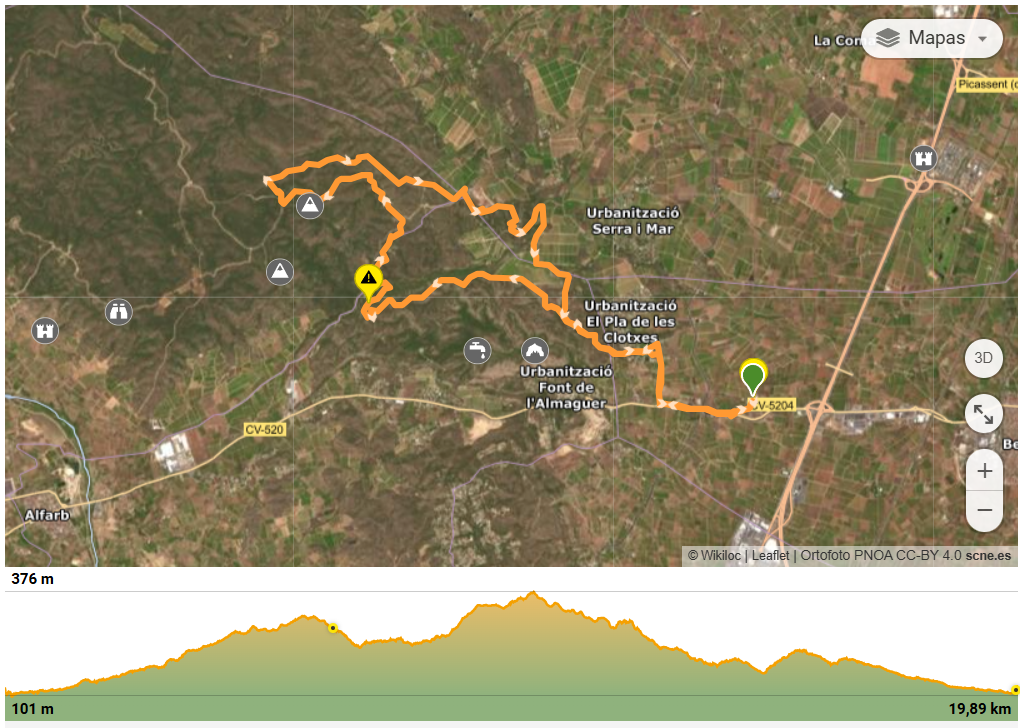 La Com
Mapas
Picassent (c
Urbanització
Serra i Mar
Urbanització
El Pla de les
Clotxes
3D
Urbanització
Font de
l'Almaguer
CV-5204
CV-520
Be
Alfarb
+
−
© Wikiloc | Leaflet | Ortofoto PNOA CC-BY 4.0 scne.es
376 m
101 m
19,89 km